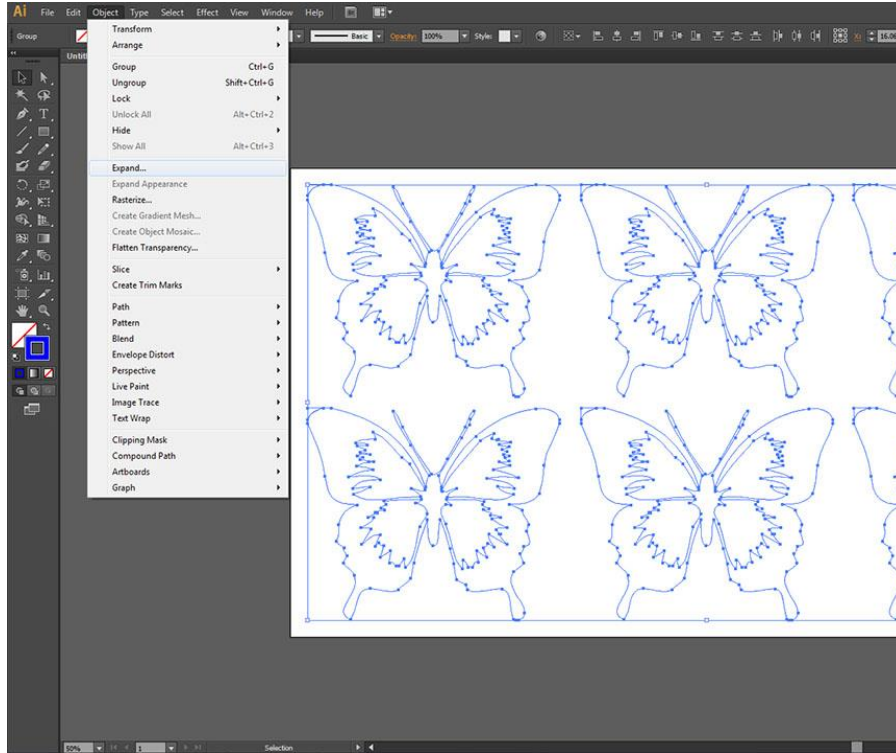 Ai File Edit Object Type Select Effect View Window Help
Group Basic Opacity: 100% Style:
Transform
Arrange
Group Ctrl+G
Ungroup Shift+Ctrl+G
Lock
Unlock All Alt+Ctrl+2
Hide
Show All Alt+Ctrl+3
Expand...
Expand Appearance
Rasterize...
Create Gradient Mesh...
Create Object Mosaic...
Flatten Transparency...
Slice
Create Trim Marks
Path
Pattern
Blend
Envelope Distort
Perspective
Live Paint
Image Trace
Text Wrap
Clipping Mask
Compound Path
Artboards
Graph
50% 1 Selection